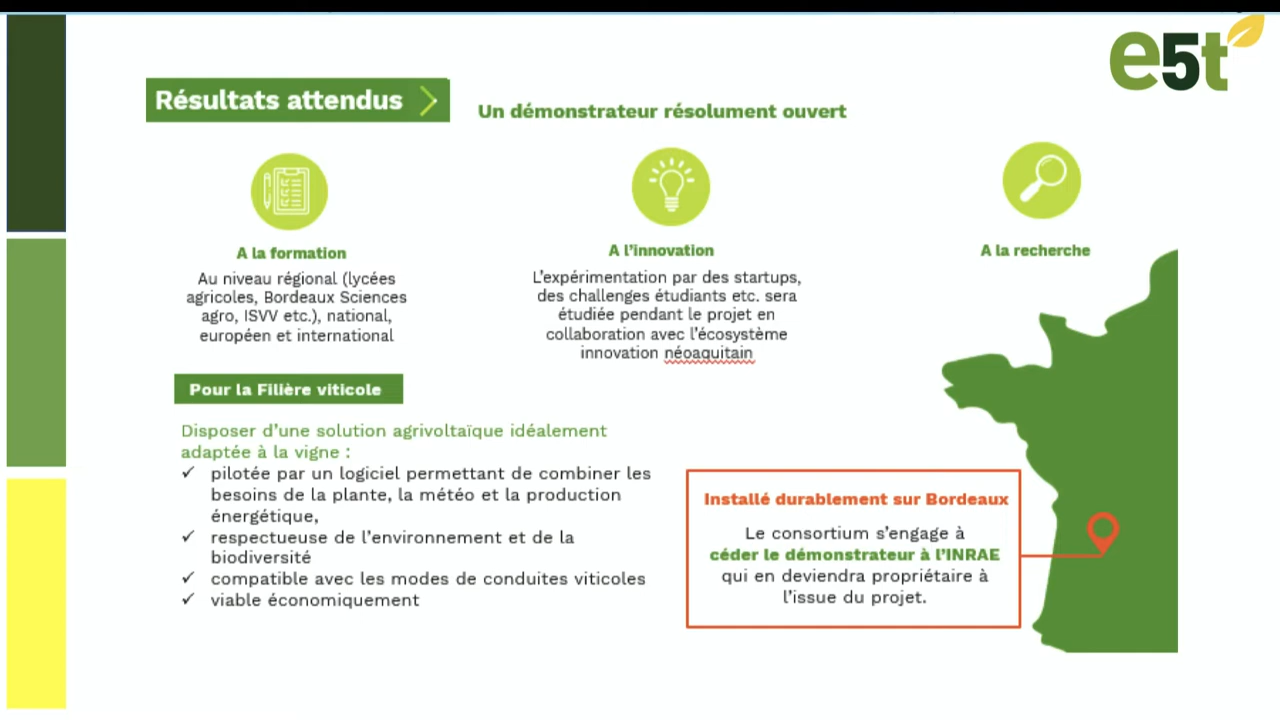 e5t
Résultats attendus
Un démonstrateur résolument ouvert
A la formation
Au niveau régional (lycées
agricoles, Bordeaux Sciences
agro, ISVV etc.), national,
européen et international
A l'innovation
L'expérimentation par des startups,
des challenges étudiants etc. sera
étudiée pendant le projet en
collaboration avec l'écosystème
innovation néoaquitain
A la recherche
Pour la Filière viticole
Disposer d'une solution agrivoltaïque idéalement
adaptée à la vigne :
✓ pilotée par un logiciel permettant de combiner les
besoins de la plante, la météo et la production
énergétique,
✓ respectueuse de l'environnement et de la
biodiversité
✓ compatible avec les modes de conduites viticoles
✓ viable économiquement
Installé durablement sur Bordeaux
Le consortium s'engage à
céder le démonstrateur à l'INRAE
qui en deviendra propriétaire à
l'issue du projet.